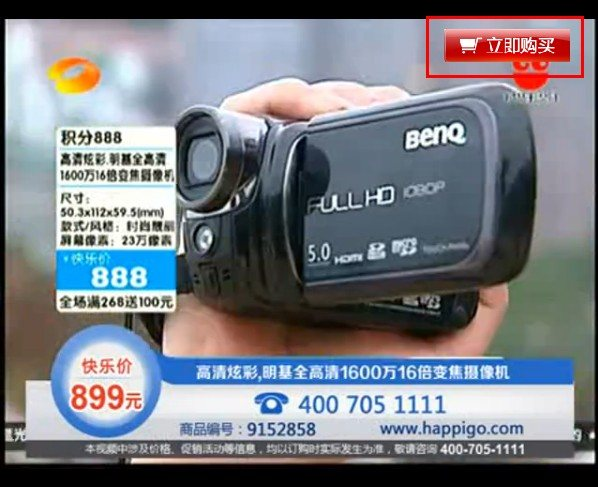 立即购买
积分888
高清炫彩,明基全高清
1600万16倍变焦摄像机
尺寸:
50.3x112x59.5(mm)
款式/风格:时尚靓丽
屏幕像素:23万像素
¥快乐价
888
全场满268送100元
BenQ
FULL HD 1080P
5.0 HDMI SD micro SD
快乐价
899元
高清炫彩,明基全高清1600万16倍变焦摄像机
400 705 1111
商品编号:9152858
www.happigo.com
本视频中涉及价格、促销活动等信息,均以订购时实际发生为准,敬请咨询 400-705-1111